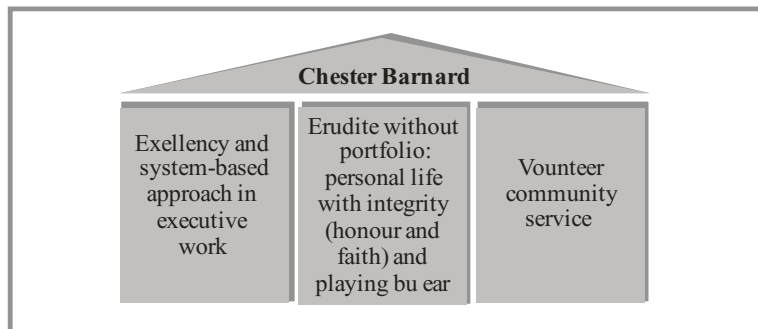 Chester Barnard
Exellency and
system-based
approach in
executive
work
Erudite without
portfolio:
personal life
with integrity
(honour and
faith) and
playing bu ear
Vounteer
community
service